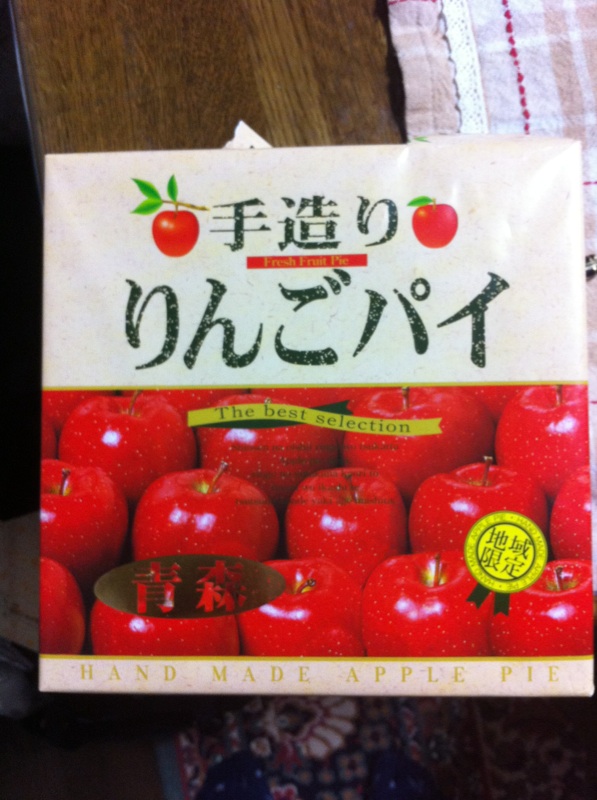 手造り
Fresh Fruit Pie
りんごパイ
The best selection
地域
限定
青森
HAND MADE APPLE PIE